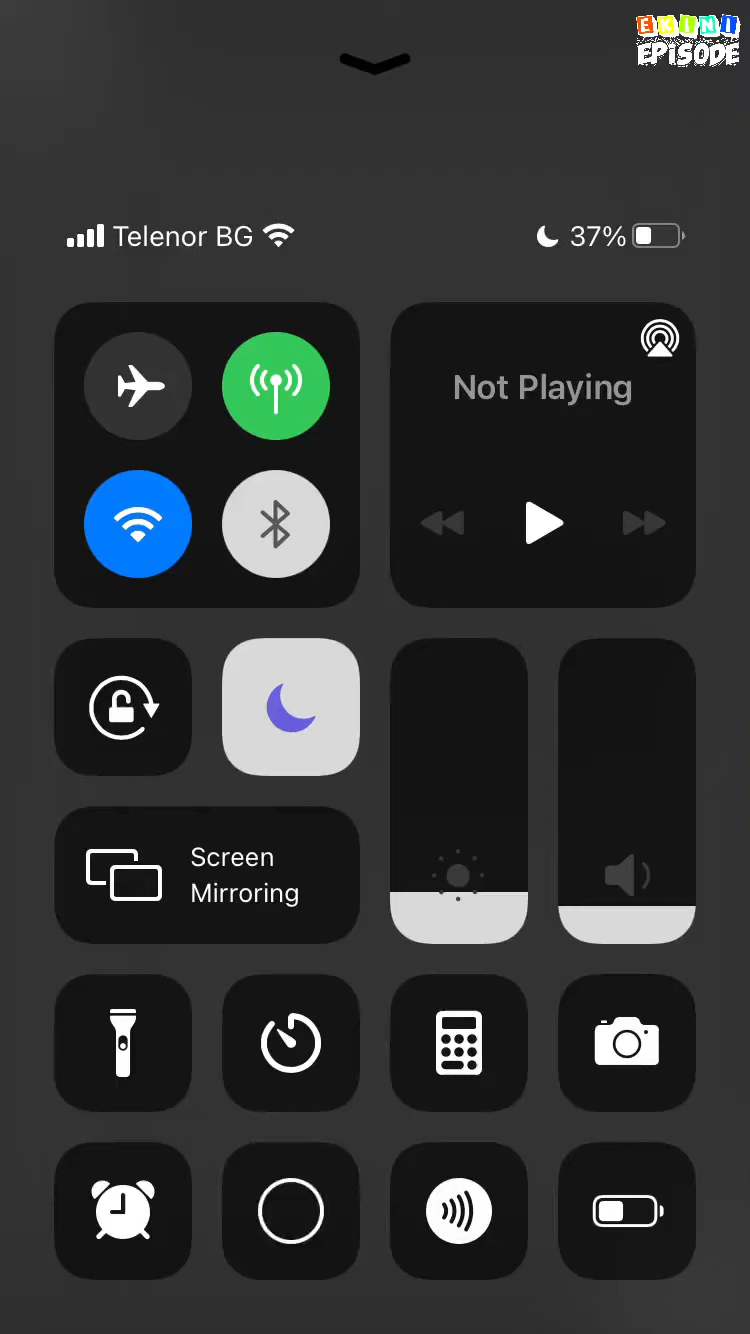 EKINI
EPISODE
Telenor BG
37%
Not Playing
Screen
Mirroring